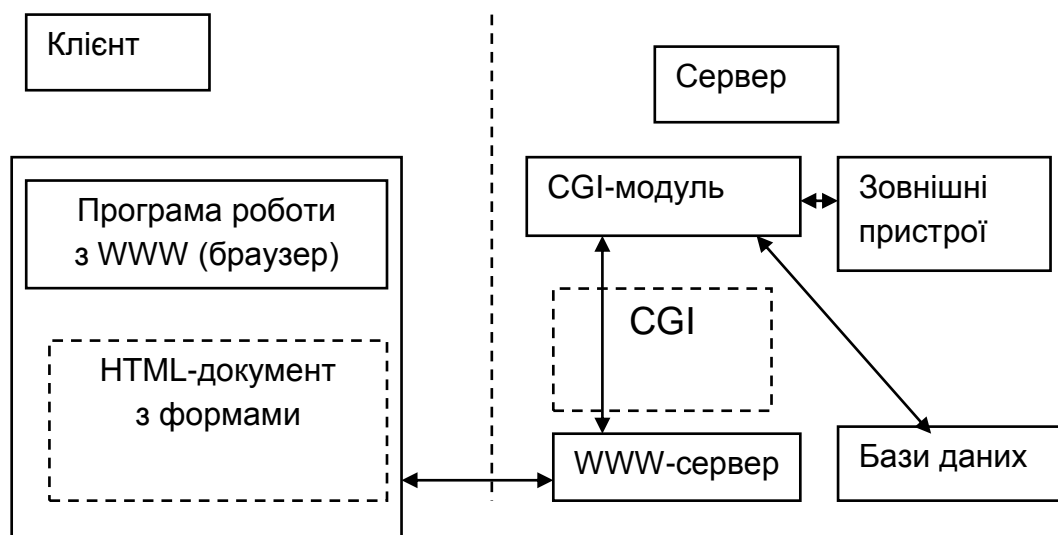 Клієнт
Сервер
Програма роботи
з WWW (браузер)
HTML-документ
з формами
CGI-модуль
Зовнішні
пристрої
CGI
WWW-сервер
Бази даних